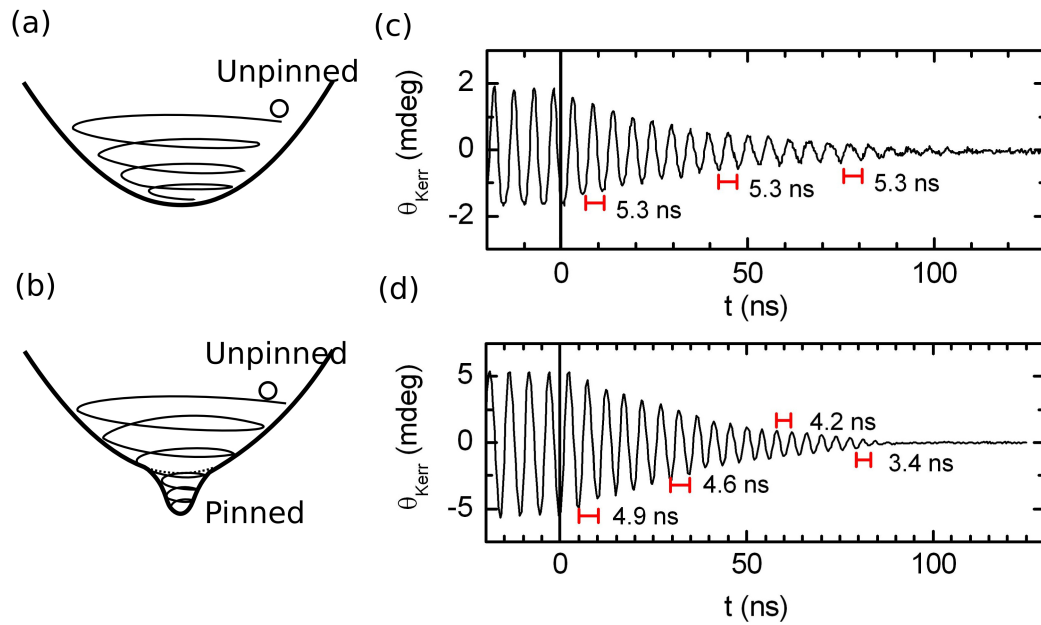 (a)
Unpinned
(b)
Unpinned
Pinned
(c)
θKerr (mdeg)
2
0
-2
5.3 ns
5.3 ns
5.3 ns
0 50 100
t (ns)
(d)
θKerr (mdeg)
5
0
-5
4.9 ns
4.6 ns
4.2 ns
3.4 ns
0 50 100
t (ns)